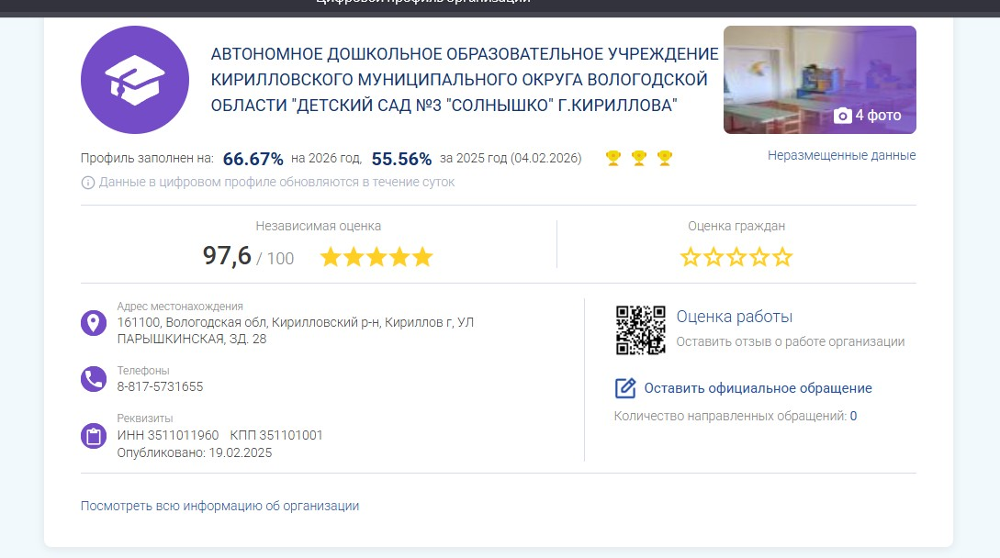 Цифровой профиль организации
АВТОНОМНОЕ ДОШКОЛЬНОЕ ОБРАЗОВАТЕЛЬНОЕ УЧРЕЖДЕНИЕ
КИРИЛЛОВСКОГО МУНИЦИПАЛЬНОГО ОКРУГА ВОЛОГОДСКОЙ
ОБЛАСТИ "ДЕТСКИЙ САД №3 "СОЛНЫШКО" Г.КИРИЛЛОВА"
4 фото
Профиль заполнен на: 66.67% на 2026 год, 55.56% за 2025 год (04.02.2026)
Неразмещенные данные
Данные в цифровом профиле обновляются в течение суток
Независимая оценка
97,6 / 100
Оценка граждан
Адрес местонахождения
161100, Вологодская обл, Кирилловский р-н, Кириллов г, УЛ
ПАРЫШКИНСКАЯ, ЗД. 28
Телефоны
8-817-5731655
Реквизиты
ИНН 3511011960 КПП 351101001
Опубликовано: 19.02.2025
Оценка работы
Оставить отзыв о работе организации
Оставить официальное обращение
Количество направленных обращений: 0
Посмотреть всю информацию об организации